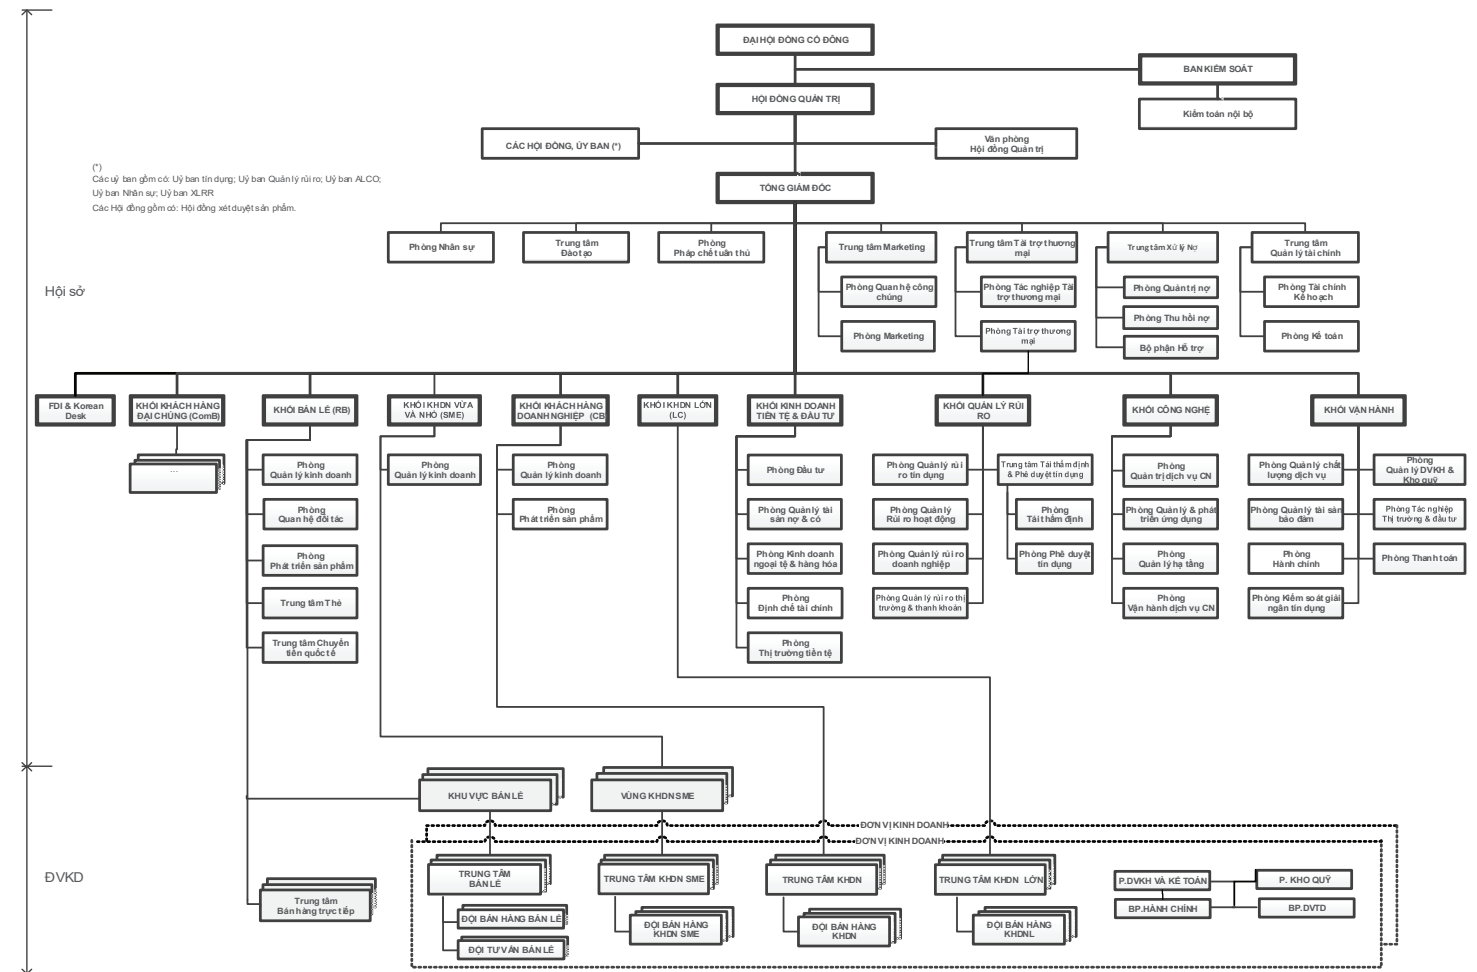 ĐẠI HỘI ĐỒNG CỔ ĐÔNG
BAN KIỂM SOÁT
HỘI ĐỒNG QUẢN TRỊ
Kiểm toán nội bộ
CÁC HỘI ĐỒNG, ỦY BAN (*)
Văn phòng
Hội đồng Quản trị
(*)
Các uỷ ban gồm có: Uỷ ban tín dụng; Uỷ ban Quản lý rủi ro; Uỷ ban ALCO;
Uỷ ban Nhân sự; Uỷ ban XLRR
Các Hội đồng gồm có: Hội đồng xét duyệt sản phẩm.
TỔNG GIÁM ĐỐC
Phòng Nhân sự
Trung tâm
Đào tạo
Phòng
Pháp chế tuân thủ
Trung tâm Marketing
Trung tâm Tài trợ thương
mại
Trung tâm Xử lý Nợ
Trung tâm
Quản lý tài chính
Hội sở
Phòng Quan hệ công
chúng
Phòng Tác nghiệp Tài
trợ thương mại
Phòng Quản trị nợ
Phòng Tài chính
Kế hoạch
Phòng Thu hồi nợ
Phòng Marketing
Phòng Tài trợ thương
mại
Bộ phận Hỗ trợ
Phòng Kế toán
FDI & Korean
Desk
KHỐI KHÁCH HÀNG
ĐẠI CHÚNG (ComB)
KHỐI BÁN LẺ (RB)
KHỐI KHDN VỪA
VÀ NHỎ (SME)
KHỐI KHÁCH HÀNG
DOANH NGHIỆP (CB)
KHỐI KHDN LỚN
(LC)
KHỐI KINH DOANH
TIỀN TỆ & ĐẦU TƯ
KHỐI QUẢN LÝ RỦI
RO
KHỐI CÔNG NGHỆ
KHỐI VẬN HÀNH
...
Phòng
Quản lý kinh doanh
Phòng
Quản lý kinh doanh
Phòng
Quản lý kinh doanh
Phòng Đầu tư
Phòng Quản lý rủi
ro tín dụng
Trung tâm Tái thẩm định
& Phê duyệt tín dụng
Phòng
Quản trị dịch vụ CN
Phòng Quản lý chất
lượng dịch vụ
Phòng
Quản lý DVKH &
Kho quỹ
Phòng
Quan hệ đối tác
Phòng
Phát triển sản phẩm
Phòng Quản lý tài
sản nợ & có
Phòng Quản lý
Rủi ro hoạt động
Phòng
Tái thẩm định
Phòng Quản lý & phát
triển ứng dụng
Phòng Quản lý tài sản
bảo đảm
Phòng Tác nghiệp
Thị trường & đầu tư
Phòng
Phát triển sản phẩm
Phòng Kinh doanh
ngoại tệ & hàng hóa
Phòng Quản lý rủi ro
doanh nghiệp
Phòng Phê duyệt
tín dụng
Phòng
Quản lý hạ tầng
Phòng
Hành chính
Phòng Thanh toán
Trung tâm Thẻ
Phòng
Định chế tài chính
Phòng Quản lý rủi ro thị
trường & thanh khoản
Phòng
Vận hành dịch vụ CN
Phòng Kiểm soát giải
ngân tín dụng
Trung tâm Chuyển
tiền quốc tế
Phòng
Thị trường tiền tệ
KHU VỰC BÁN LẺ
VÙNG KHDN SME
ĐƠN VỊ KINH DOANH
ĐƠN VỊ KINH DOANH
ĐVKD
TRUNG TÂM
BÁN LẺ
TRUNG TÂM KHDN SME
TRUNG TÂM KHDN
TRUNG TÂM KHDN LỚN
P.DVKH VÀ KẾ TOÁN
P. KHO QUỸ
Trung tâm
Bán hàng trực tiếp
BP.HÀNH CHÍNH
BP.DVTD
ĐỘI BÁN HÀNG BÁN LẺ
ĐỘI BÁN HÀNG
KHDN SME
ĐỘI BÁN HÀNG
KHDN
ĐỘI BÁN HÀNG
KHDNL
ĐỘI TƯ VẤN BÁN LẺ